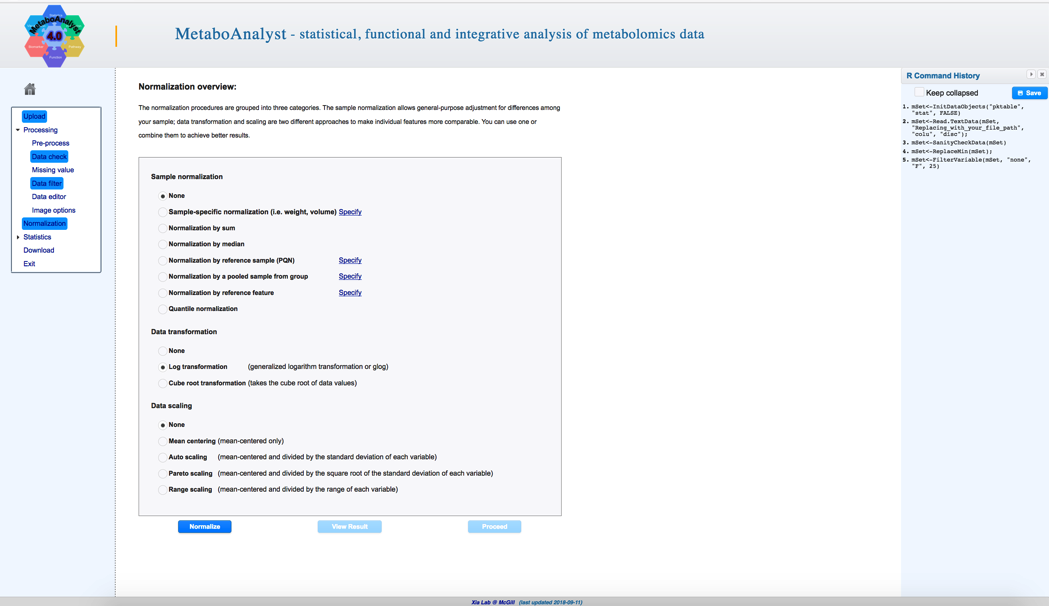 MetaboAnalyst
4.0
MetaboAnalyst - statistical, functional and integrative analysis of metabolomics data
Upload
Processing
Pre-process
Data check
Missing value
Data filter
Data editor
Image options
Normalization
Statistics
Download
Exit
Normalization overview:
The normalization procedures are grouped into three categories. The sample normalization allows general-purpose adjustment for differences among
your sample; data transformation and scaling are two different approaches to make individual features more comparable. You can use one or
combine them to achieve better results.
Sample normalization
None
Sample-specific normalization (i.e. weight, volume) Specify
Normalization by sum
Normalization by median
Normalization by reference sample (PQN) Specify
Normalization by a pooled sample from group Specify
Normalization by reference feature Specify
Quantile normalization
Data transformation
None
Log transformation (generalized logarithm transformation or glog)
Cube root transformation (takes the cube root of data values)
Data scaling
None
Mean centering (mean-centered only)
Auto scaling (mean-centered and divided by the standard deviation of each variable)
Pareto scaling (mean-centered and divided by the square root of the standard deviation of each variable)
Range scaling (mean-centered and divided by the range of each variable)
Normalize View Result Proceed
R Command History
Keep collapsed Save
1. mSet<-InitDataObjects("pktable",
"stat", FALSE)
2. mSet<-Read.TextData(mSet,
"Replacing_with_your_file_path",
"colu", "disc");
3. mSet<-SanityCheckData(mSet)
4. mSet<-ReplaceMin(mSet);
5. mSet<-FilterVariable(mSet, "none",
"F", 25)
Xia Lab @ McGill (last updated 2018-09-11)